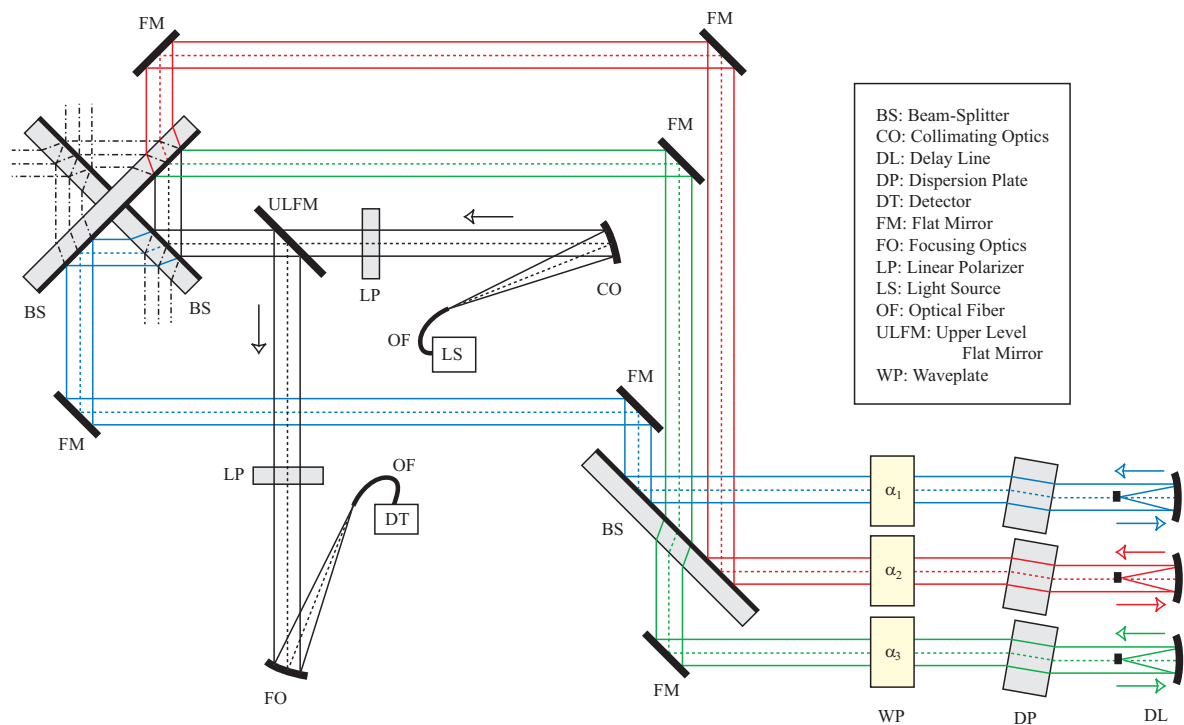 FM
FM
FM
ULFM
LP
CO
BS
BS
OF
LS
FM
FM
LP
OF
DT
BS
FO
FM
α1
α2
α3
WP
DP
DL
BS: Beam-Splitter
CO: Collimating Optics
DL: Delay Line
DP: Dispersion Plate
DT: Detector
FM: Flat Mirror
FO: Focusing Optics
LP: Linear Polarizer
LS: Light Source
OF: Optical Fiber
ULFM: Upper Level
Flat Mirror
WP: Waveplate